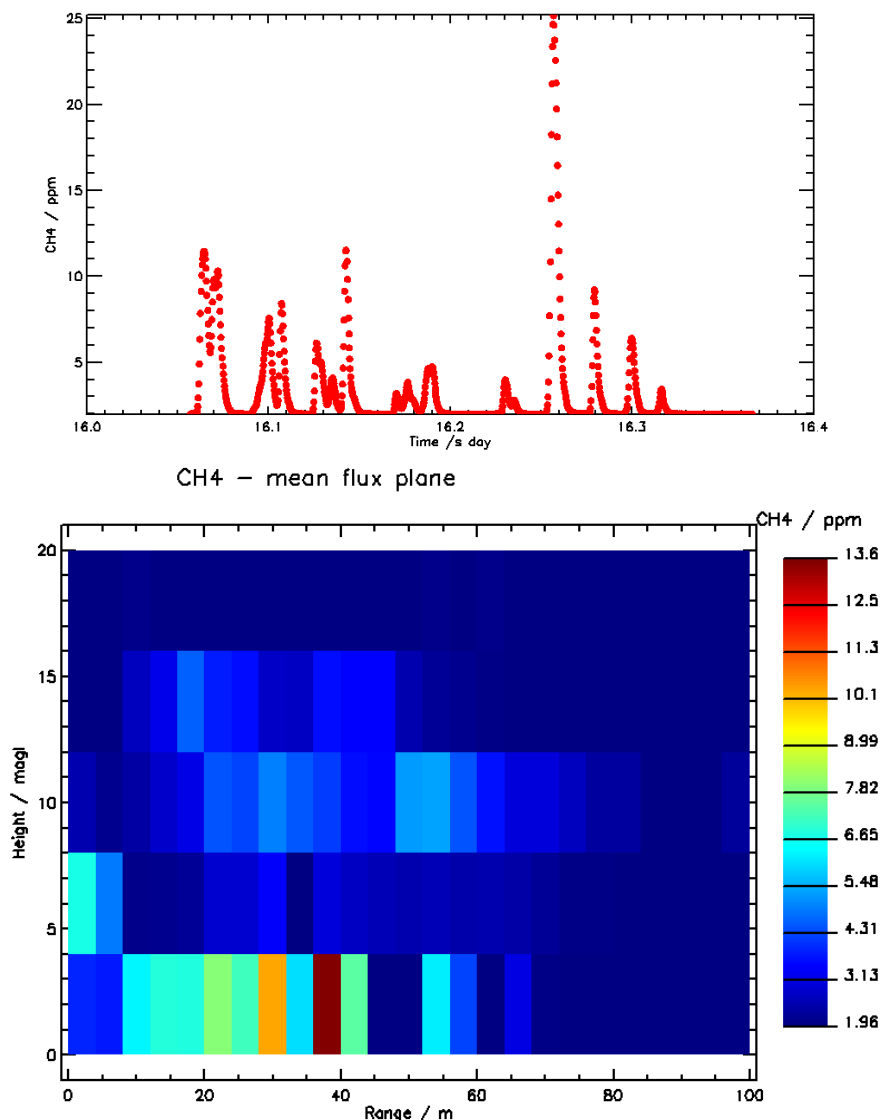 25
20
15
10
5
CH4 / ppm
16.0 16.1 16.2 16.3 16.4
Time /s day
CH4 – mean flux plane
CH4 / ppm
20
15
10
5
0
Height / magl
0 20 40 60 80 100
Range / m
13.6
12.5
11.3
10.1
8.99
7.82
6.65
5.48
4.31
3.13
1.96